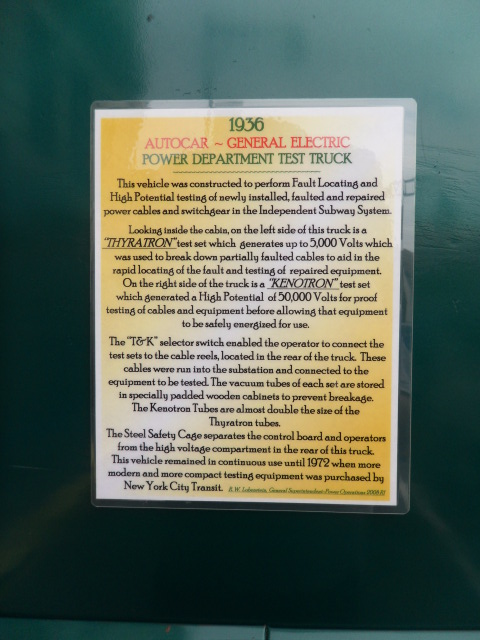 1936
AUTOCAR ~ GENERAL ELECTRIC
POWER DEPARTMENT TEST TRUCK
This vehicle was constructed to perform Fault Locating and
High Potential testing of newly installed, faulted and repaired
power cables and switchgear in the Independent Subway System.
Looking inside the cabin, on the left side of this truck is a
"THYRATRON" test set which generates up to 5,000 Volts which
was used to break down partially faulted cables to aid in the
rapid locating of the fault and testing of repaired equipment.
On the right side of the truck is a "KENOTRON" test set
which generated a High Potential of 50,000 Volts for proof
testing of cables and equipment before allowing that equipment
to be safely energized for use.
The "T&K" selector switch enabled the operator to connect the
test sets to the cable reels, located in the rear of the truck. These
cables were run into the substation and connected to the
equipment to be tested. The vacuum tubes of each set are stored
in specially padded wooden cabinets to prevent breakage.
The Kenotron Tubes are almost double the size of the
Thyratron tubes.
The Steel Safety Cage separates the control board and operators
from the high voltage compartment in the rear of this truck.
This vehicle remained in continuous use until 1972 when more
modern and more compact testing equipment was purchased by
New York City Transit. R.W. General Superintendent Power Operations